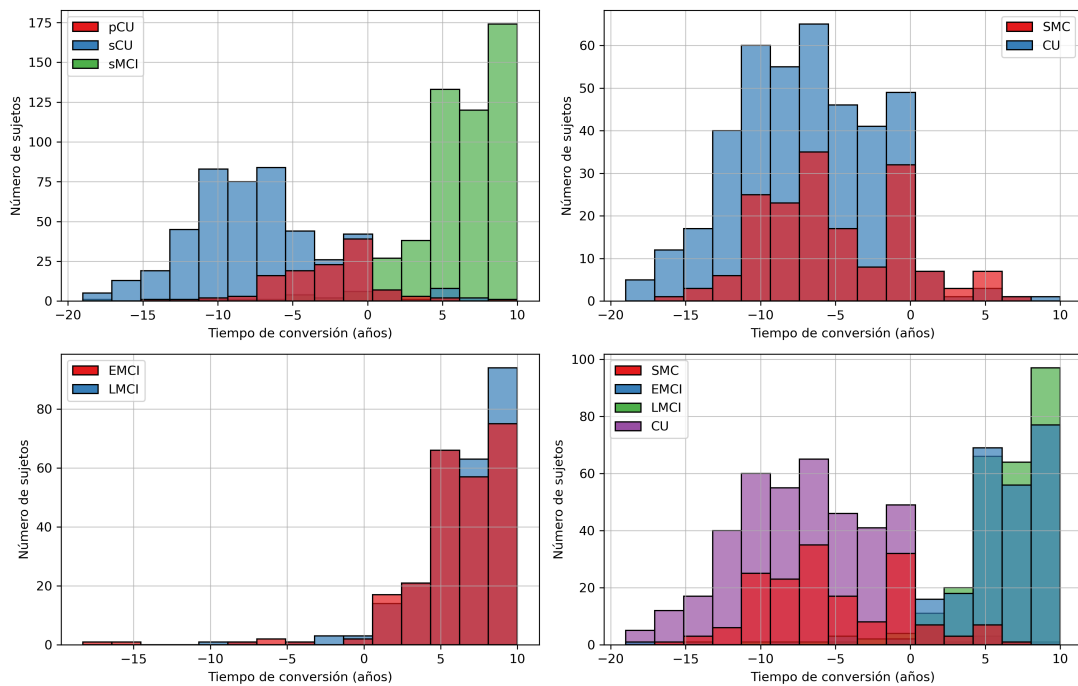 pCU
sCU
sMCI
Número de sujetos
175
150
125
100
75
50
25
0
−20 −15 −10 −5 0 5 10
Tiempo de conversión (años)
SMC
CU
Número de sujetos
60
50
40
30
20
10
0
−20 −15 −10 −5 0 5 10
Tiempo de conversión (años)
EMCI
LMCI
Número de sujetos
80
60
40
20
0
−15 −10 −5 0 5 10
Tiempo de conversión (años)
SMC
EMCI
LMCI
CU
Número de sujetos
100
80
60
40
20
0
−20 −15 −10 −5 0 5 10
Tiempo de conversión (años)